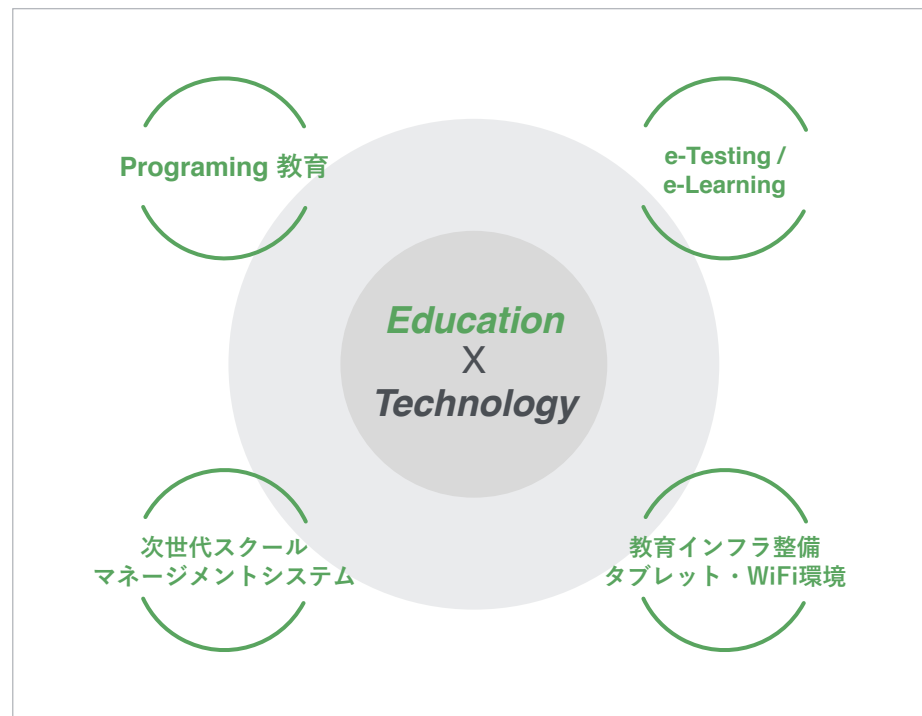 Programing 教育
e-Testing /
e-Learning
Education
X
Technology
次世代スクール
マネージメントシステム
教育インフラ整備
タブレット・WiFi環境